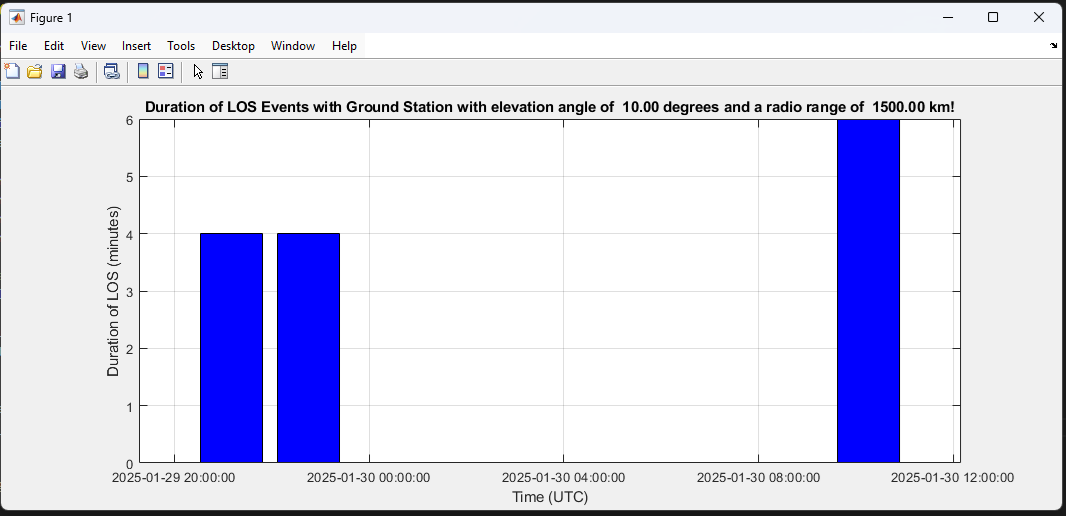 Figure 1
File Edit View Insert Tools Desktop Window Help
Duration of LOS Events with Ground Station with elevation angle of  10.00 degrees and a radio range of  1500.00 km!
6
5
4
3
2
1
0
Duration of LOS (minutes)
2025-01-29 20:00:00 2025-01-30 00:00:00 2025-01-30 04:00:00 2025-01-30 08:00:00 2025-01-30 12:00:00
Time (UTC)